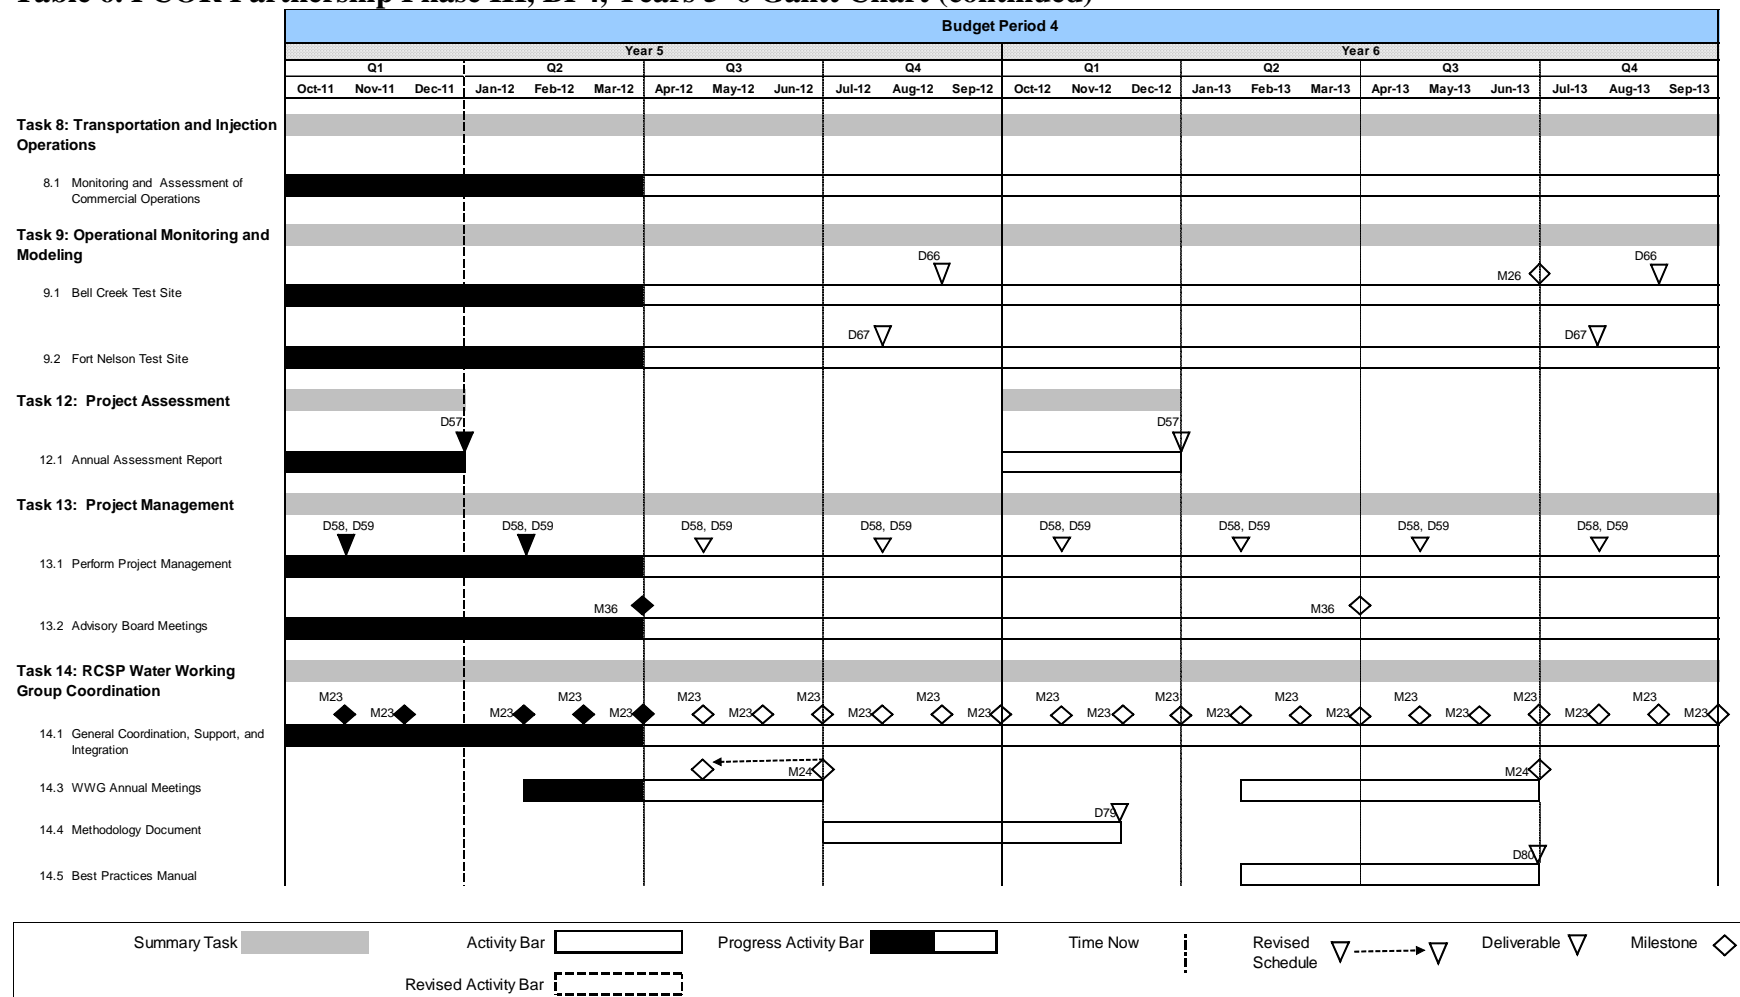 Table 6. PCOR Partnership Phase III, BP4, Years 5–6 Gantt Chart (continued)
Budget Period 4
Year 5 Year 6
Q1 Q2 Q3 Q4 Q1 Q2 Q3 Q4
Oct-11 Nov-11 Dec-11 Jan-12 Feb-12 Mar-12 Apr-12 May-12 Jun-12 Jul-12 Aug-12 Sep-12 Oct-12 Nov-12 Dec-12 Jan-13 Feb-13 Mar-13 Apr-13 May-13 Jun-13 Jul-13 Aug-13 Sep-13
Task 8: Transportation and Injection
Operations
8.1 Monitoring and Assessment of
Commercial Operations
Task 9: Operational Monitoring and
Modeling
D66 D66
M26
9.1 Bell Creek Test Site
D67 D67
9.2 Fort Nelson Test Site
Task 12: Project Assessment
D57 D57
12.1 Annual Assessment Report
Task 13: Project Management
D58, D59 D58, D59 D58, D59 D58, D59 D58, D59 D58, D59 D58, D59 D58, D59
13.1 Perform Project Management
M36 M36
13.2 Advisory Board Meetings
Task 14: RCSP Water Working
Group Coordination
M23 M23 M23 M23 M23 M23 M23 M23 M23 M23 M23
M23 M23 M23 M23 M23 M23 M23 M23 M23 M23 M23 M23
14.1 General Coordination, Support, and
Integration
M24 M24
14.3 WWG Annual Meetings
D79
14.4 Methodology Document
D80
14.5 Best Practices Manual
Summary Task Activity Bar Progress Activity Bar Time Now Revised Deliverable Milestone
Schedule
Revised Activity Bar